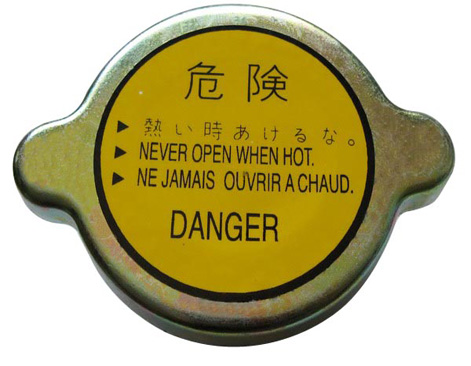 危険
▶ 熱い時あけるな。
▶ NEVER OPEN WHEN HOT.
▶ NE JAMAIS OUVRIR A CHAUD.
DANGER